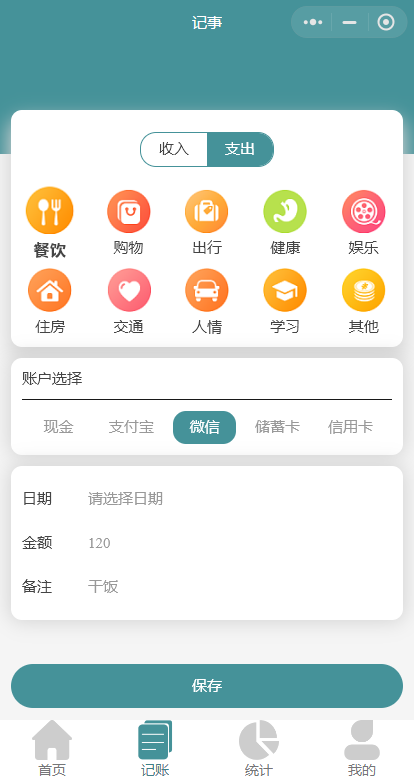 记事
收入 支出
餐饮 购物 出行 健康 娱乐
住房 交通 人情 学习 其他
账户选择
现金 支付宝 微信 储蓄卡 信用卡
日期 请选择日期
金额 120
备注 干饭
保存
首页 记账 统计 我的